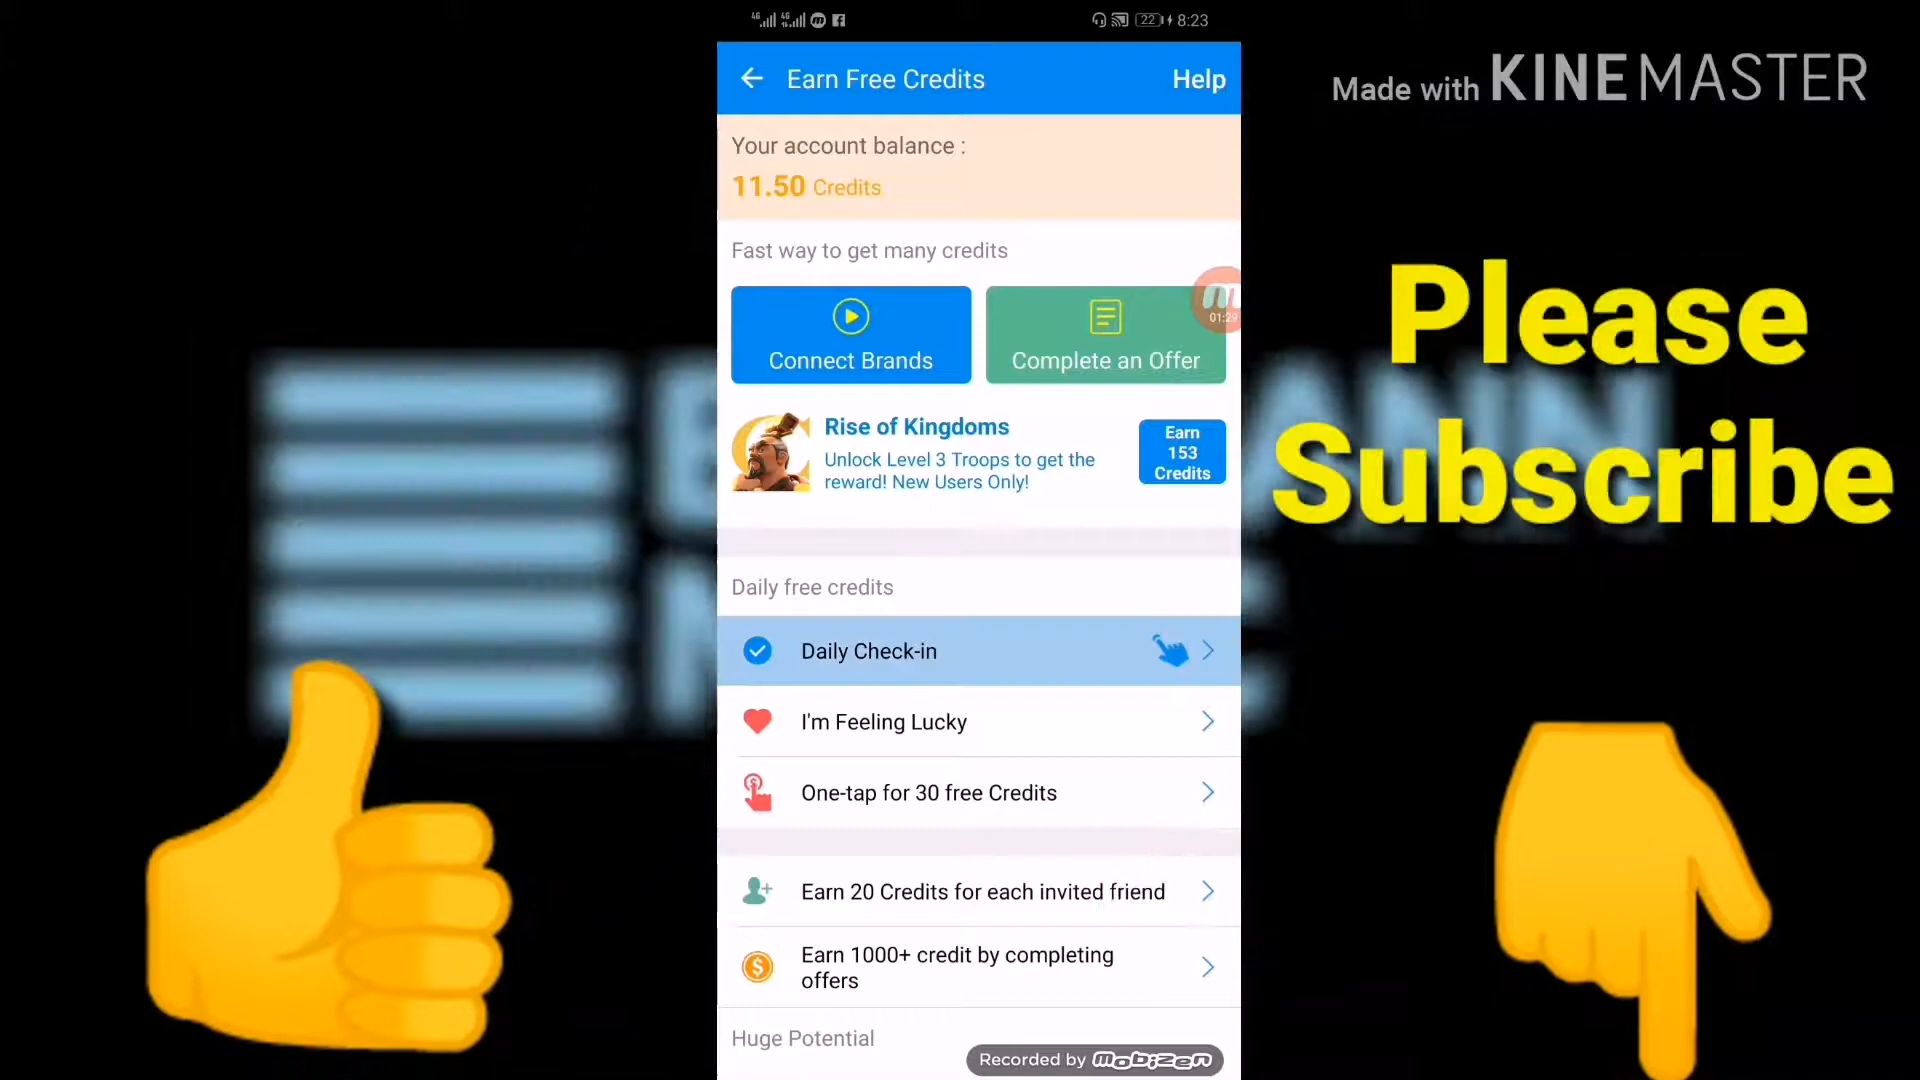 22 8:23
Earn Free Credits Help
Your account balance :
11.50 Credits
Fast way to get many credits
01:29
Connect Brands Complete an Offer
Rise of Kingdoms
Unlock Level 3 Troops to get the
reward! New Users Only!
Earn
153
Credits
Daily free credits
Daily Check-in
I'm Feeling Lucky
One-tap for 30 free Credits
Earn 20 Credits for each invited friend
Earn 1000+ credit by completing
offers
Huge Potential
Recorded by mobizen
Made with KINEMASTER
Please
Subscribe